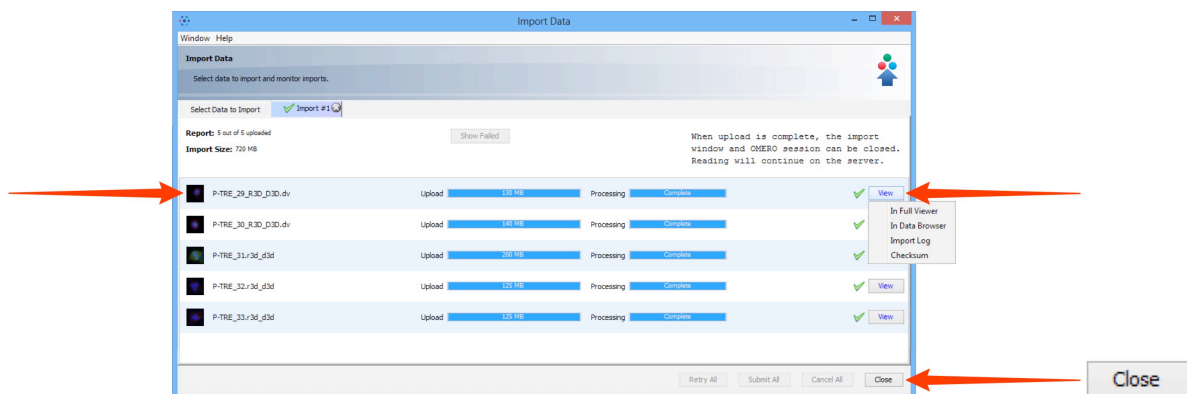 Import Data
Window Help
Import Data
Select data to import and monitor imports.
Select Data to Import Import #1
Report: 5 out of 5 uploaded
Import Size: 720 MB
Show Failed
When upload is complete, the import
window and OMERO session can be closed.
Reading will continue on the server.
P-TRE_29_R3D_D3D.dv Upload 130 MB Processing Complete View
In Full Viewer
P-TRE_30_R3D_D3D.dv Upload 140 MB Processing Complete
In Data Browser
Import Log
P-TRE_31.r3d_d3d Upload 200 MB Processing Complete
Checksum
P-TRE_32.r3d_d3d Upload 125 MB Processing Complete View
P-TRE_33.r3d_d3d Upload 125 MB Processing Complete View
Retry All Submit All Cancel All Close
Close